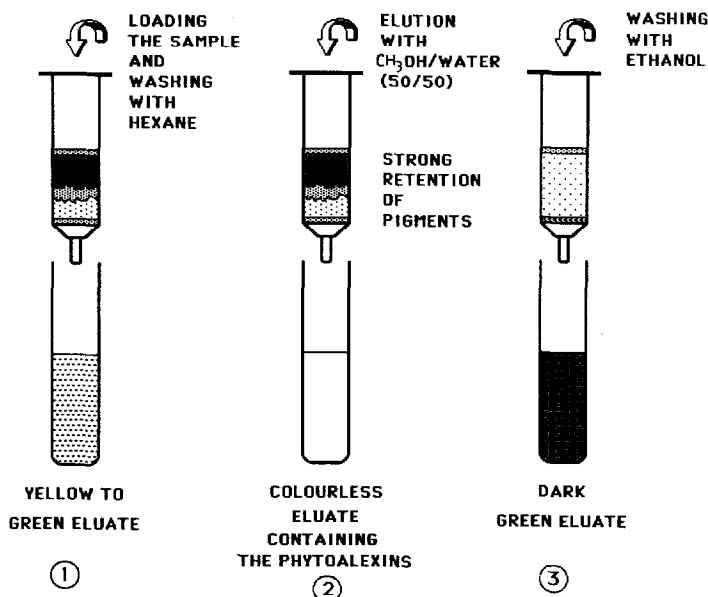 LOADING
THE SAMPLE
AND
WASHING
WITH
HEXANE
YELLOW TO
GREEN ELUATE
1
ELUTION
WITH
CH₃OH/WATER
(50/50)
STRONG
RETENTION
OF
PIGMENTS
COLOURLESS
ELUATE
CONTAINING
THE PHYTOALEXINS
2
WASHING
WITH
ETHANOL
DARK
GREEN ELUATE
3